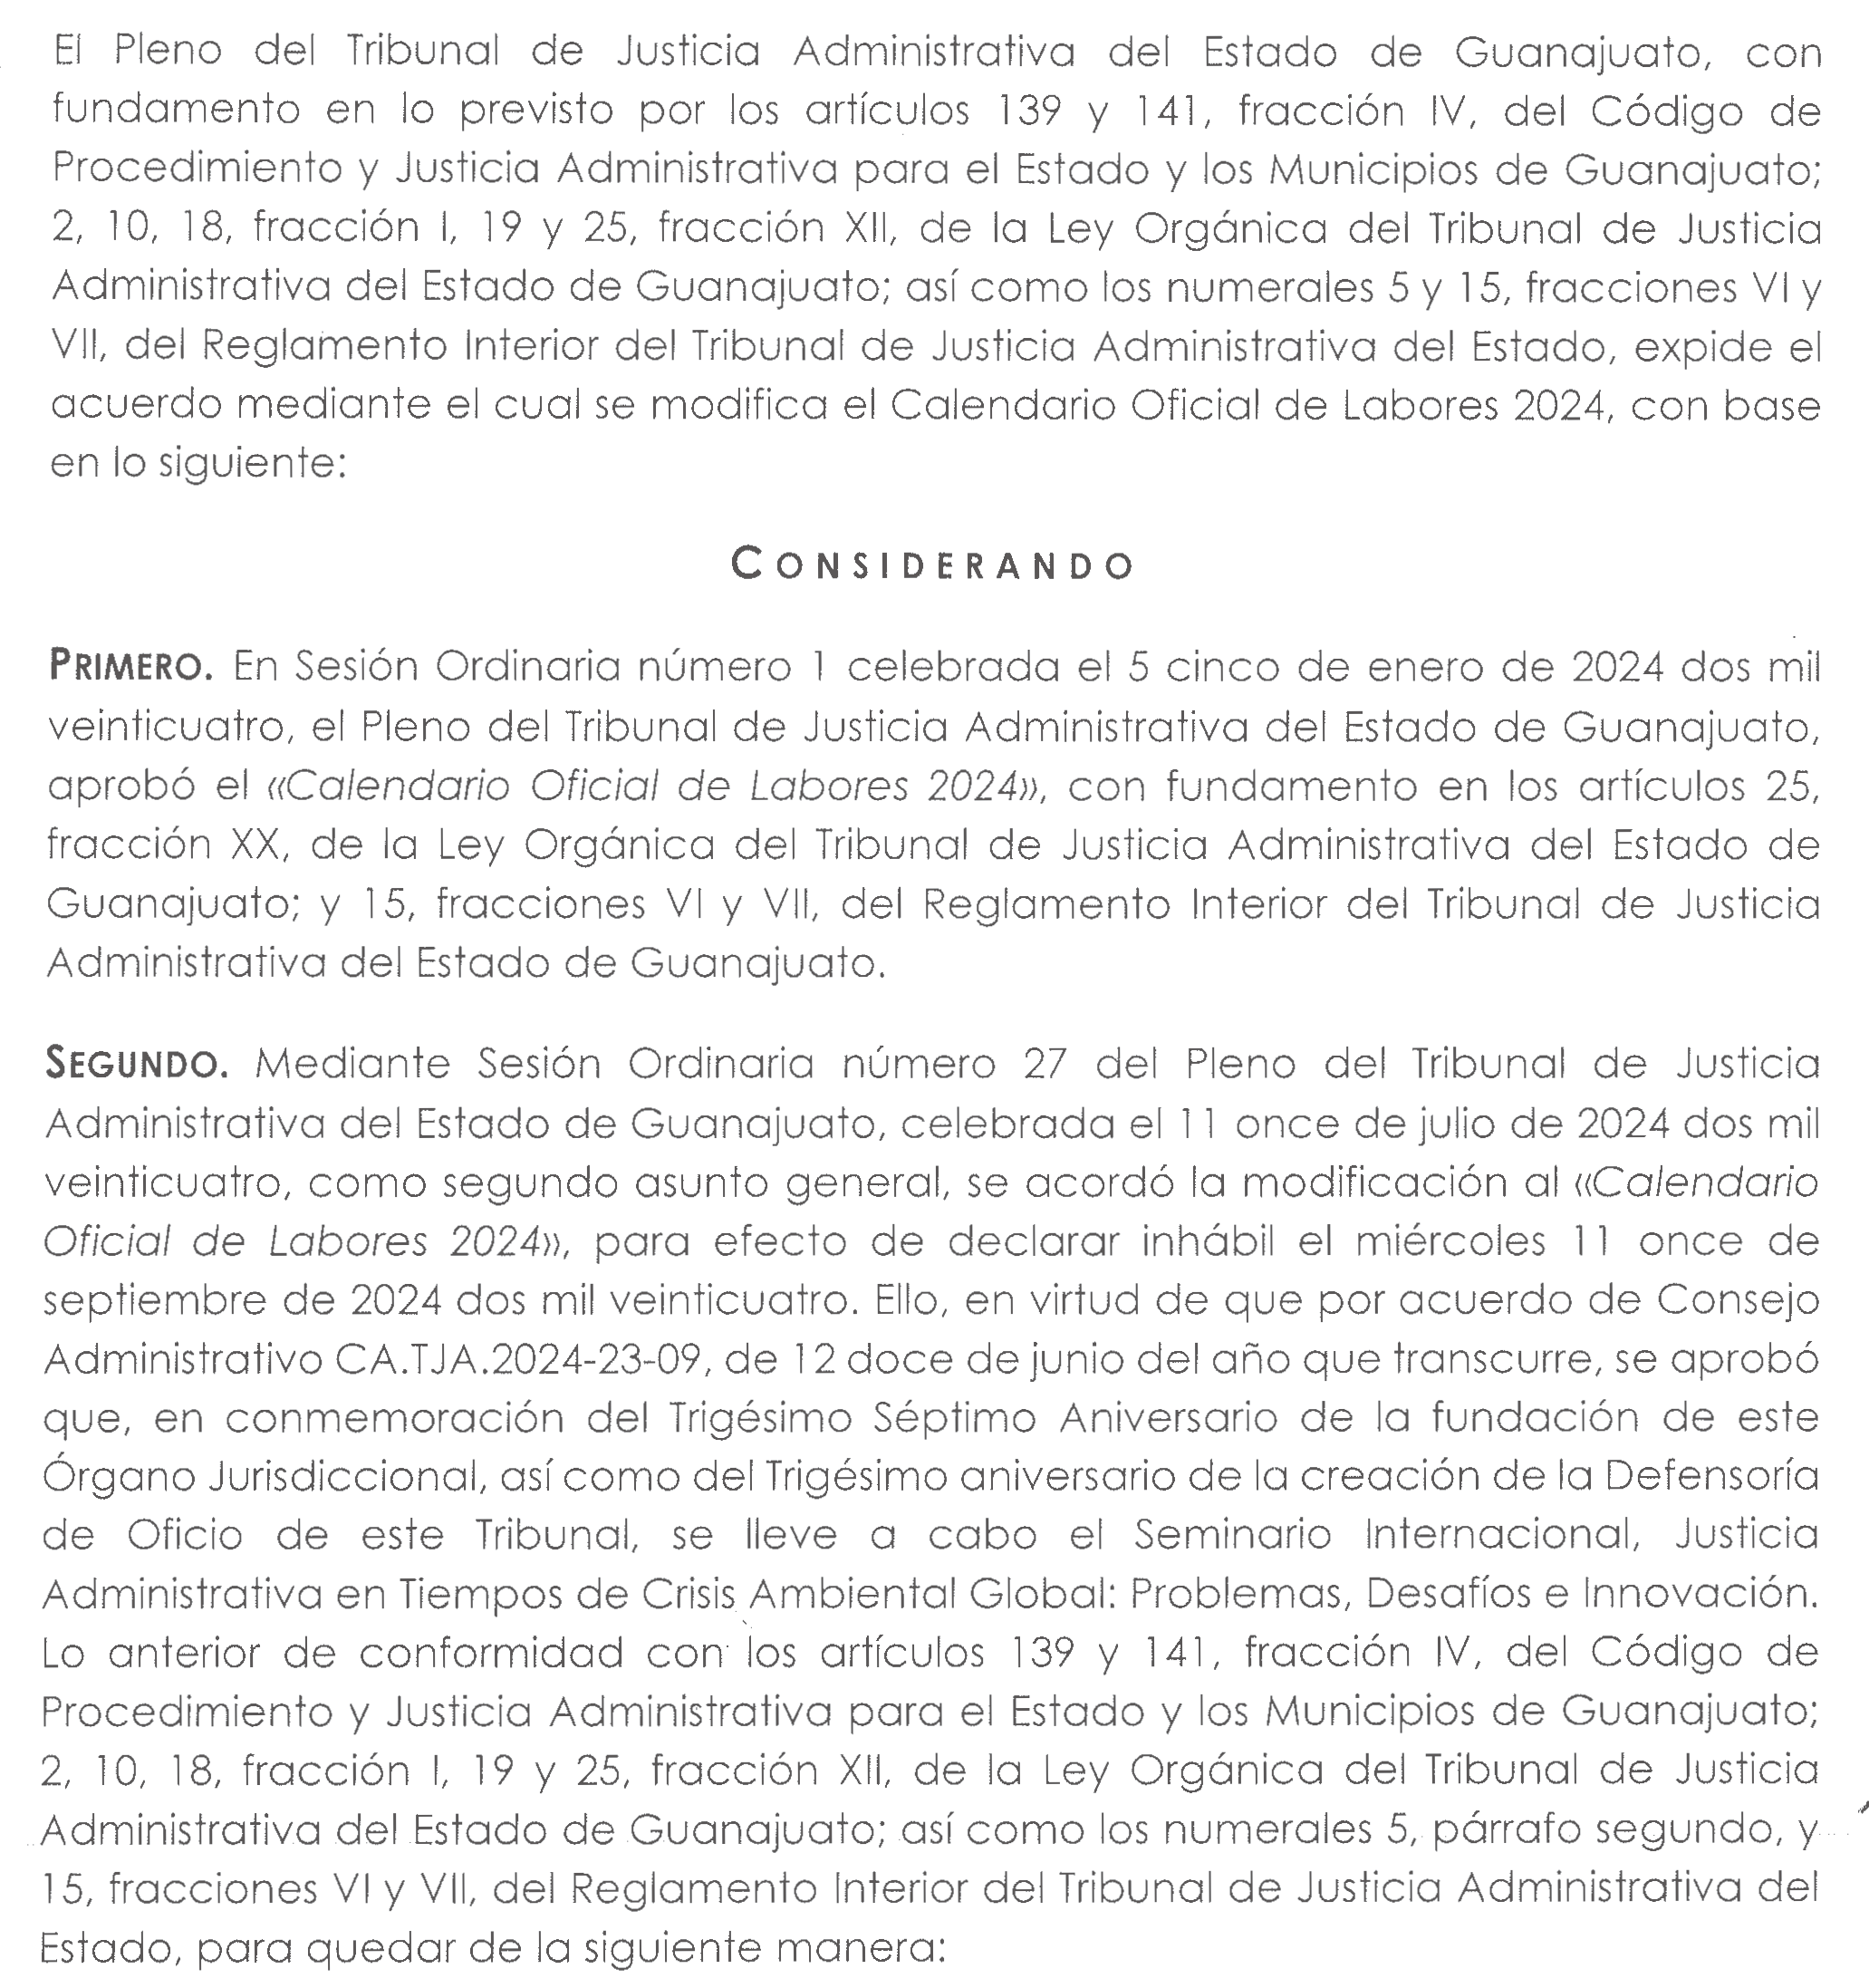 El Pleno del Tribunal de Justicia Administrativa del Estado de Guanajuato, con
fundamento en lo previsto por los artículos 139 y 141, fracción IV, del Código de
Procedimiento y Justicia Administrativa para el Estado y los Municipios de Guanajuato;
2, 10, 18, fracción I, 19 y 25, fracción XII, de la Ley Orgánica del Tribunal de Justicia
Administrativa del Estado de Guanajuato; así como los numerales 5 y 15, fracciones VI y
VII, del Reglamento Interior del Tribunal de Justicia Administrativa del Estado, expide el
acuerdo mediante el cual se modifica el Calendario Oficial de Labores 2024, con base
en lo siguiente:
CONSIDERANDO
PRIMERO. En Sesión Ordinaria número 1 celebrada el 5 cinco de enero de 2024 dos mil
veinticuatro, el Pleno del Tribunal de Justicia Administrativa del Estado de Guanajuato,
aprobó el «Calendario Oficial de Labores 2024», con fundamento en los artículos 25,
fracción XX, de la Ley Orgánica del Tribunal de Justicia Administrativa del Estado de
Guanajuato; y 15, fracciones VI y VII, del Reglamento Interior del Tribunal de Justicia
Administrativa del Estado de Guanajuato.
SEGUNDO. Mediante Sesión Ordinaria número 27 del Pleno del Tribunal de Justicia
Administrativa del Estado de Guanajuato, celebrada el 11 once de julio de 2024 dos mil
veinticuatro, como segundo asunto general, se acordó la modificación al «Calendario
Oficial de Labores 2024», para efecto de declarar inhábil el miércoles 11 once de
septiembre de 2024 dos mil veinticuatro. Ello, en virtud de que por acuerdo de Consejo
Administrativo CA.TJA.2024-23-09, de 12 doce de junio del año que transcurre, se aprobó
que, en conmemoración del Trigésimo Séptimo Aniversario de la fundación de este
Órgano Jurisdiccional, así como del Trigésimo aniversario de la creación de la Defensoría
de Oficio de este Tribunal, se lleve a cabo el Seminario Internacional, Justicia
Administrativa en Tiempos de Crisis Ambiental Global: Problemas, Desafíos e Innovación.
Lo anterior de conformidad con los artículos 139 y 141, fracción IV, del Código de
Procedimiento y Justicia Administrativa para el Estado y los Municipios de Guanajuato;
2, 10, 18, fracción I, 19 y 25, fracción XII, de la Ley Orgánica del Tribunal de Justicia
Administrativa del Estado de Guanajuato; así como los numerales 5, párrafo segundo, y
15, fracciones VI y VII, del Reglamento Interior del Tribunal de Justicia Administrativa del
Estado, para quedar de la siguiente manera: